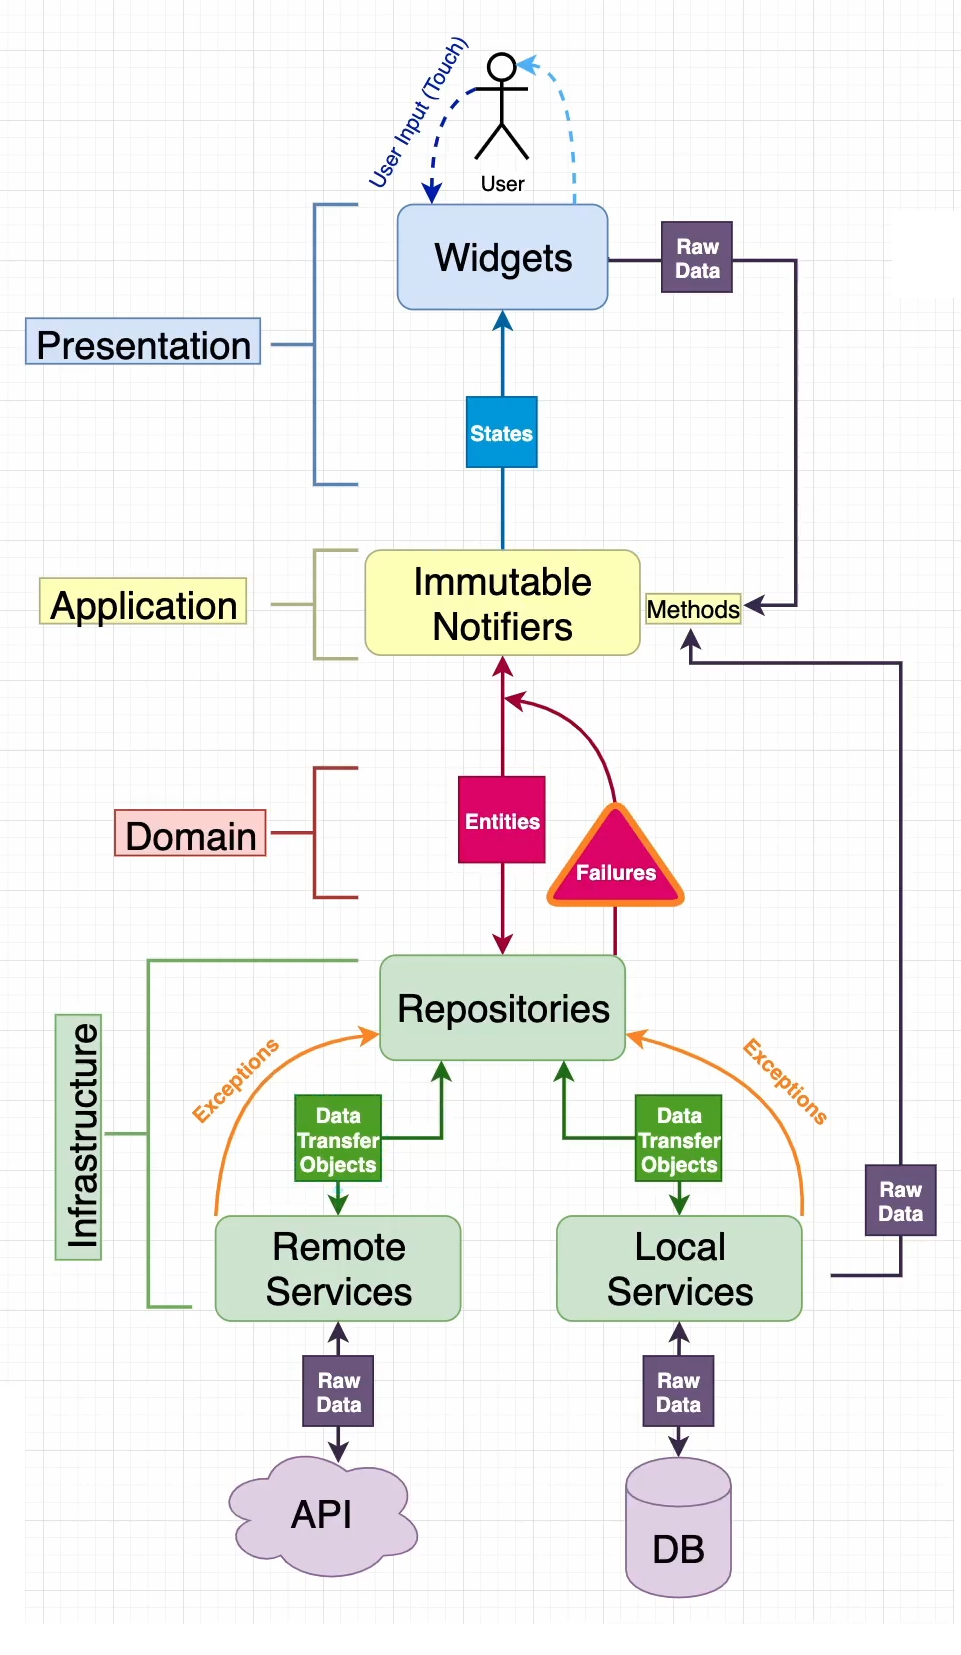 User Input (Touch)
User
Widgets
Raw
Data
Presentation
States
Application
Immutable
Notifiers
Methods
Domain
Entities
Failures
Infrastructure
Repositories
Exceptions
Exceptions
Data
Transfer
Objects
Data
Transfer
Objects
Raw
Data
Remote
Services
Local
Services
Raw
Data
Raw
Data
API
DB